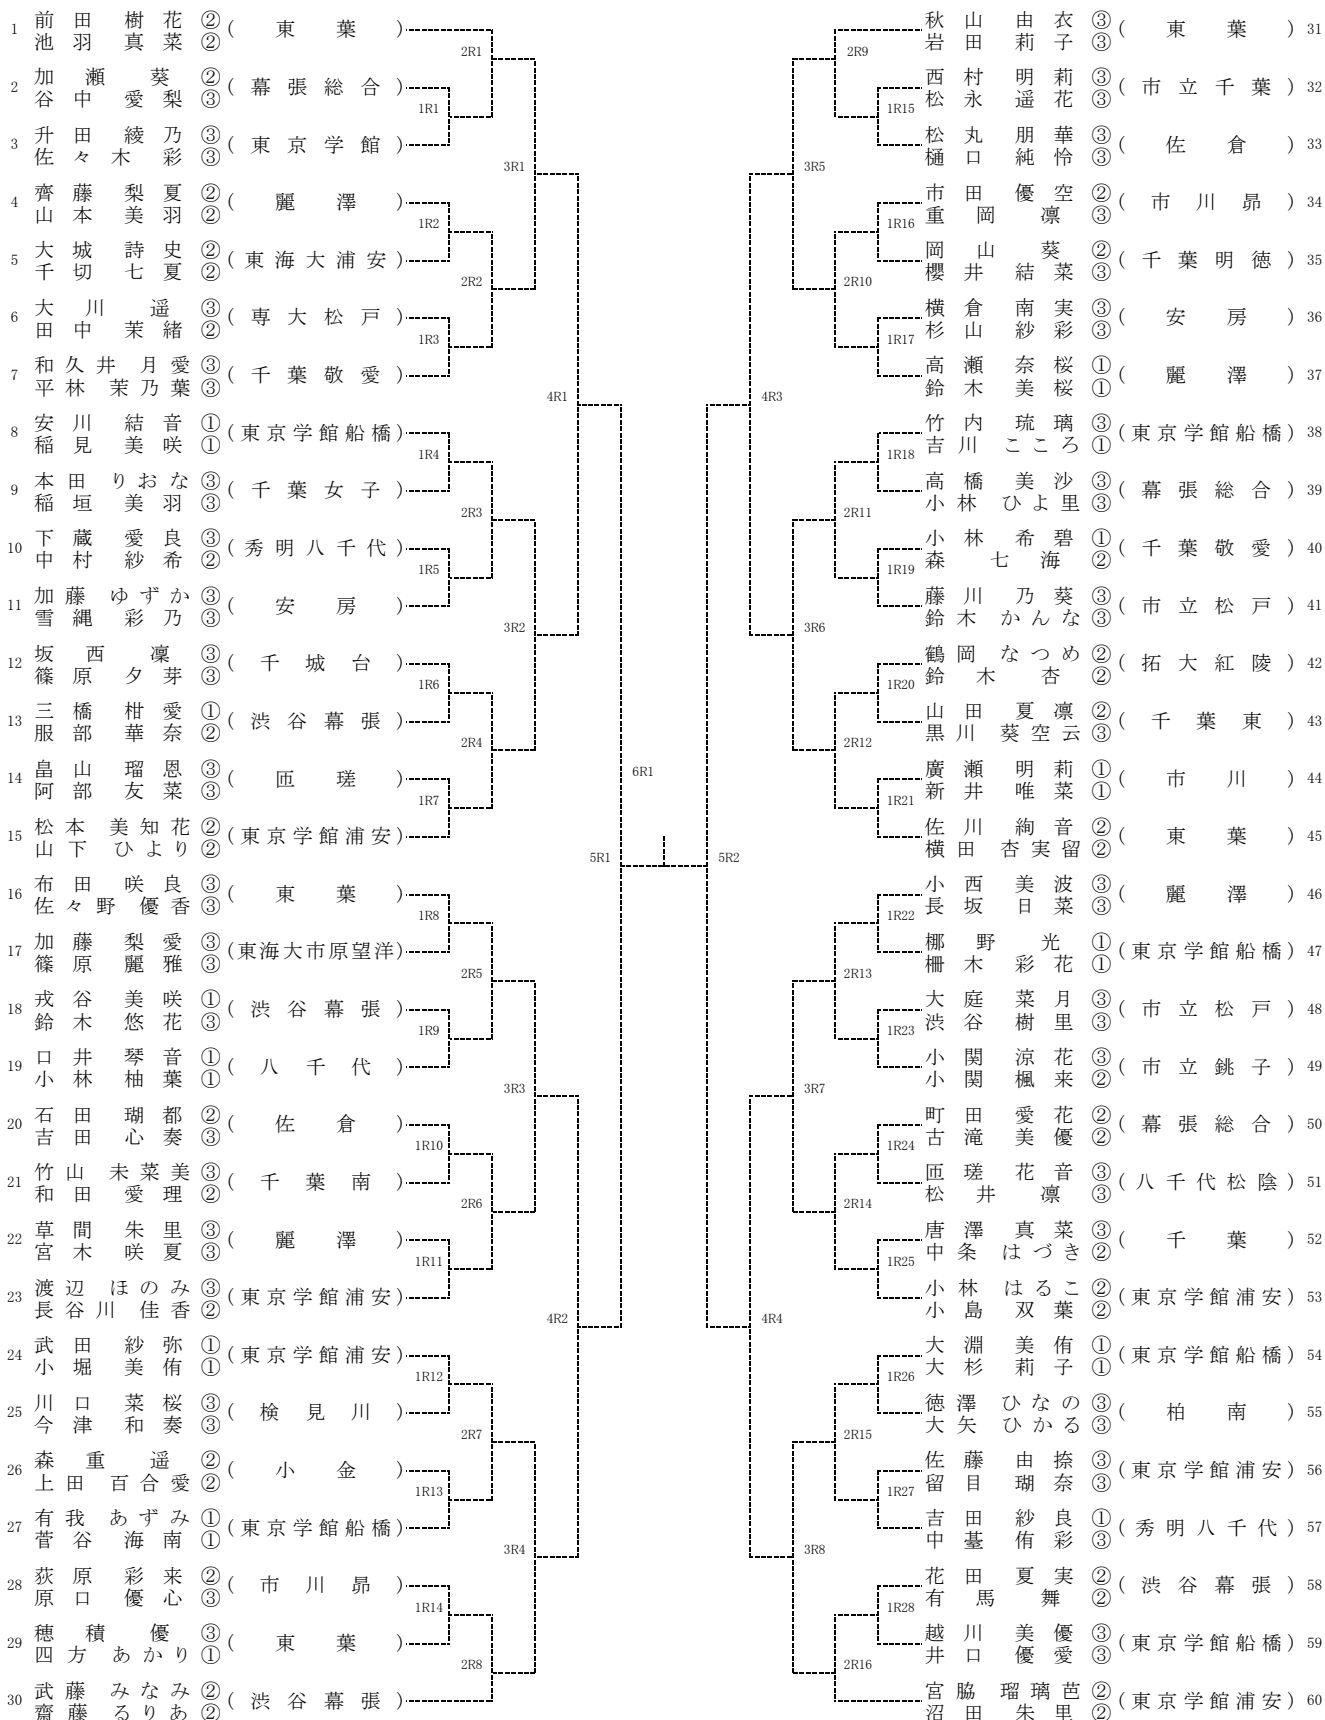 1 前田樹花② (東葉)
池羽真菜②
2R1
2 加瀬葵② (幕張総合)
谷中愛梨③
1R1
3 升田綾乃③ (東京学館)
佐々木彩③
3R1
4 齊藤梨夏② (麗澤)
山本美羽②
1R2
5 大城詩史② (東海大浦安)
千切七夏②
2R2
6 大川遥③ (専大松戸)
田中茉緒②
1R3
7 和久井月愛③ (千葉敬愛)
平林茉乃葉③
4R1
8 安川結音① (東京学館船橋)
稲見美咲①
1R4
9 本田りおな③ (千葉女子)
稲垣美羽③
2R3
10 下蔵愛良③ (秀明八千代)
中村紗希②
1R5
11 加藤ゆずか③ (安房)
雪縄彩乃③
3R2
12 坂西凜③ (千城台)
篠原夕芽③
1R6
13 三橋柑愛① (渋谷幕張)
服部華奈②
2R4
14 畠山瑠恩③ (匝瑳)
阿部友菜③
1R7
15 松本美知花② (東京学館浦安)
山下ひより②
6R1
5R1
16 布田咲良③ (東葉)
佐々野優香③
1R8
17 加藤梨愛③ (東海大市原望洋)
篠原麗雅③
2R5
18 戎谷美咲① (渋谷幕張)
鈴木悠花③
1R9
19 口井琴音① (八千代)
小林柚葉①
3R3
20 石田瑚都② (佐倉)
吉田心奏③
1R10
21 竹山未菜美③ (千葉南)
和田愛理②
2R6
22 草間朱里③ (麗澤)
宮木咲夏③
1R11
23 渡辺ほのみ③ (東京学館浦安)
長谷川佳香②
4R2
24 武田紗弥① (東京学館浦安)
小堀美侑①
1R12
25 川口菜桜③ (検見川)
今津和奏③
2R7
26 森重遥② (小金)
上田百合愛②
1R13
27 有我あずみ① (東京学館船橋)
菅谷海南①
3R4
28 荻原彩来② (市川昴)
原口優心③
1R14
29 穂積優③ (東葉)
四方あかり①
2R8
30 武藤みなみ② (渋谷幕張)
齋藤るりあ②
秋山由衣③ (東葉) 31
岩田莉子③
2R9
西村明莉③ (市立千葉) 32
松永遥花③
1R15
松丸朋華③ (佐倉) 33
樋口純怜③
3R5
市田優空② (市川昴) 34
重岡凛③
1R16
岡山葵② (千葉明徳) 35
櫻井結菜③
2R10
横倉南実③ (安房) 36
杉山紗彩③
1R17
高瀬奈桜① (麗澤) 37
鈴木美桜①
4R3
竹内琉璃③ (東京学館船橋) 38
吉川こころ①
1R18
高橋美沙③ (幕張総合) 39
小林ひよ里③
2R11
小林希碧① (千葉敬愛) 40
森七海②
1R19
藤川乃葵③ (市立松戸) 41
鈴木かんな③
3R6
鶴岡なつめ② (拓大紅陵) 42
鈴木杏②
1R20
山田夏凛② (千葉東) 43
黒川葵空云③
2R12
廣瀬明莉① (市川) 44
新井唯菜①
1R21
佐川絢音② (東葉) 45
横田杏実留②
5R2
小西美波③ (麗澤) 46
長坂日菜③
1R22
梛野光① (東京学館船橋) 47
柵木彩花①
2R13
大庭菜月③ (市立松戸) 48
渋谷樹里③
1R23
小関涼花③ (市立銚子) 49
小関楓来②
3R7
町田愛花② (幕張総合) 50
古滝美優②
1R24
匝瑳花音③ (八千代松陰) 51
松井凛③
2R14
唐澤真菜③ (千葉) 52
中条はづき②
1R25
小林はるこ② (東京学館浦安) 53
小島双葉②
4R4
大淵美侑① (東京学館船橋) 54
大杉莉子①
1R26
徳澤ひなの③ (柏南) 55
大矢ひかる③
2R15
佐藤由捺③ (東京学館浦安) 56
留目瑚奈③
1R27
吉田紗良① (秀明八千代) 57
中薹侑彩③
3R8
花田夏実② (渋谷幕張) 58
有馬舞②
1R28
越川美優③ (東京学館船橋) 59
井口優愛③
2R16
宮脇瑠璃芭② (東京学館浦安) 60
沼田朱里②